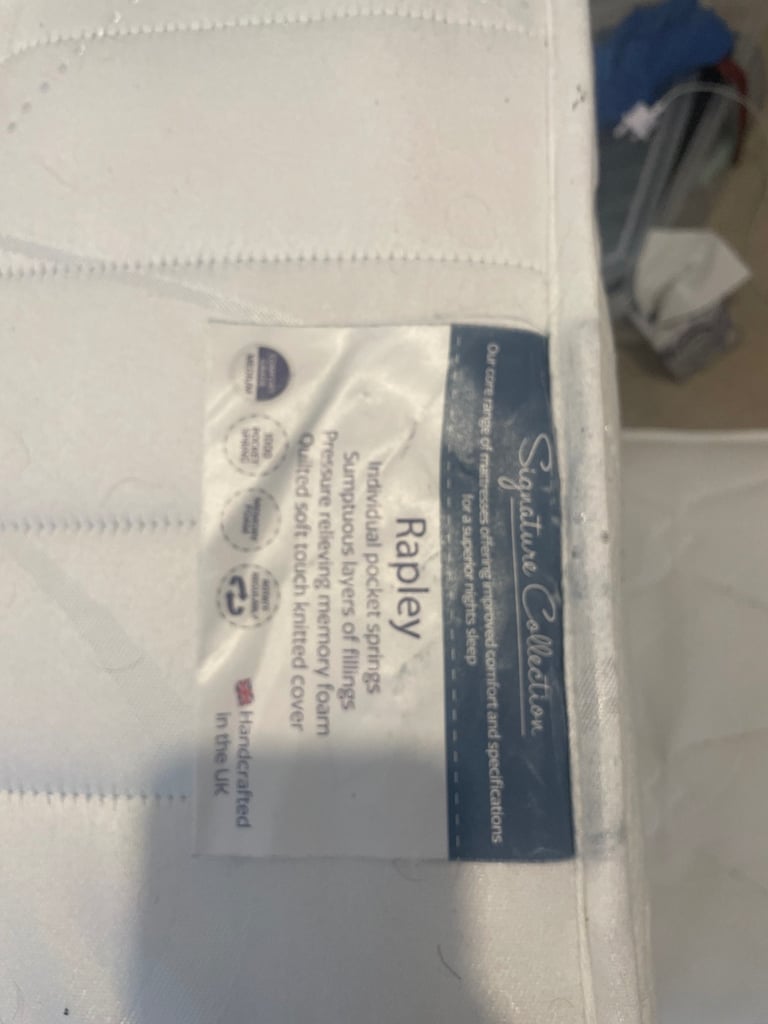 Signature Collection
Our core range of mattresses offering improved comfort and specifications
for a superior nights sleep
Rapley
Individual pocket springs
Sumptuous layers of fillings
Pressure relieving memory foam
Quilted soft touch knitted cover
MEDIUM
1000
POCKET
SPRING
MEMORY
FOAM
REGULARLY
Handcrafted
in the UK